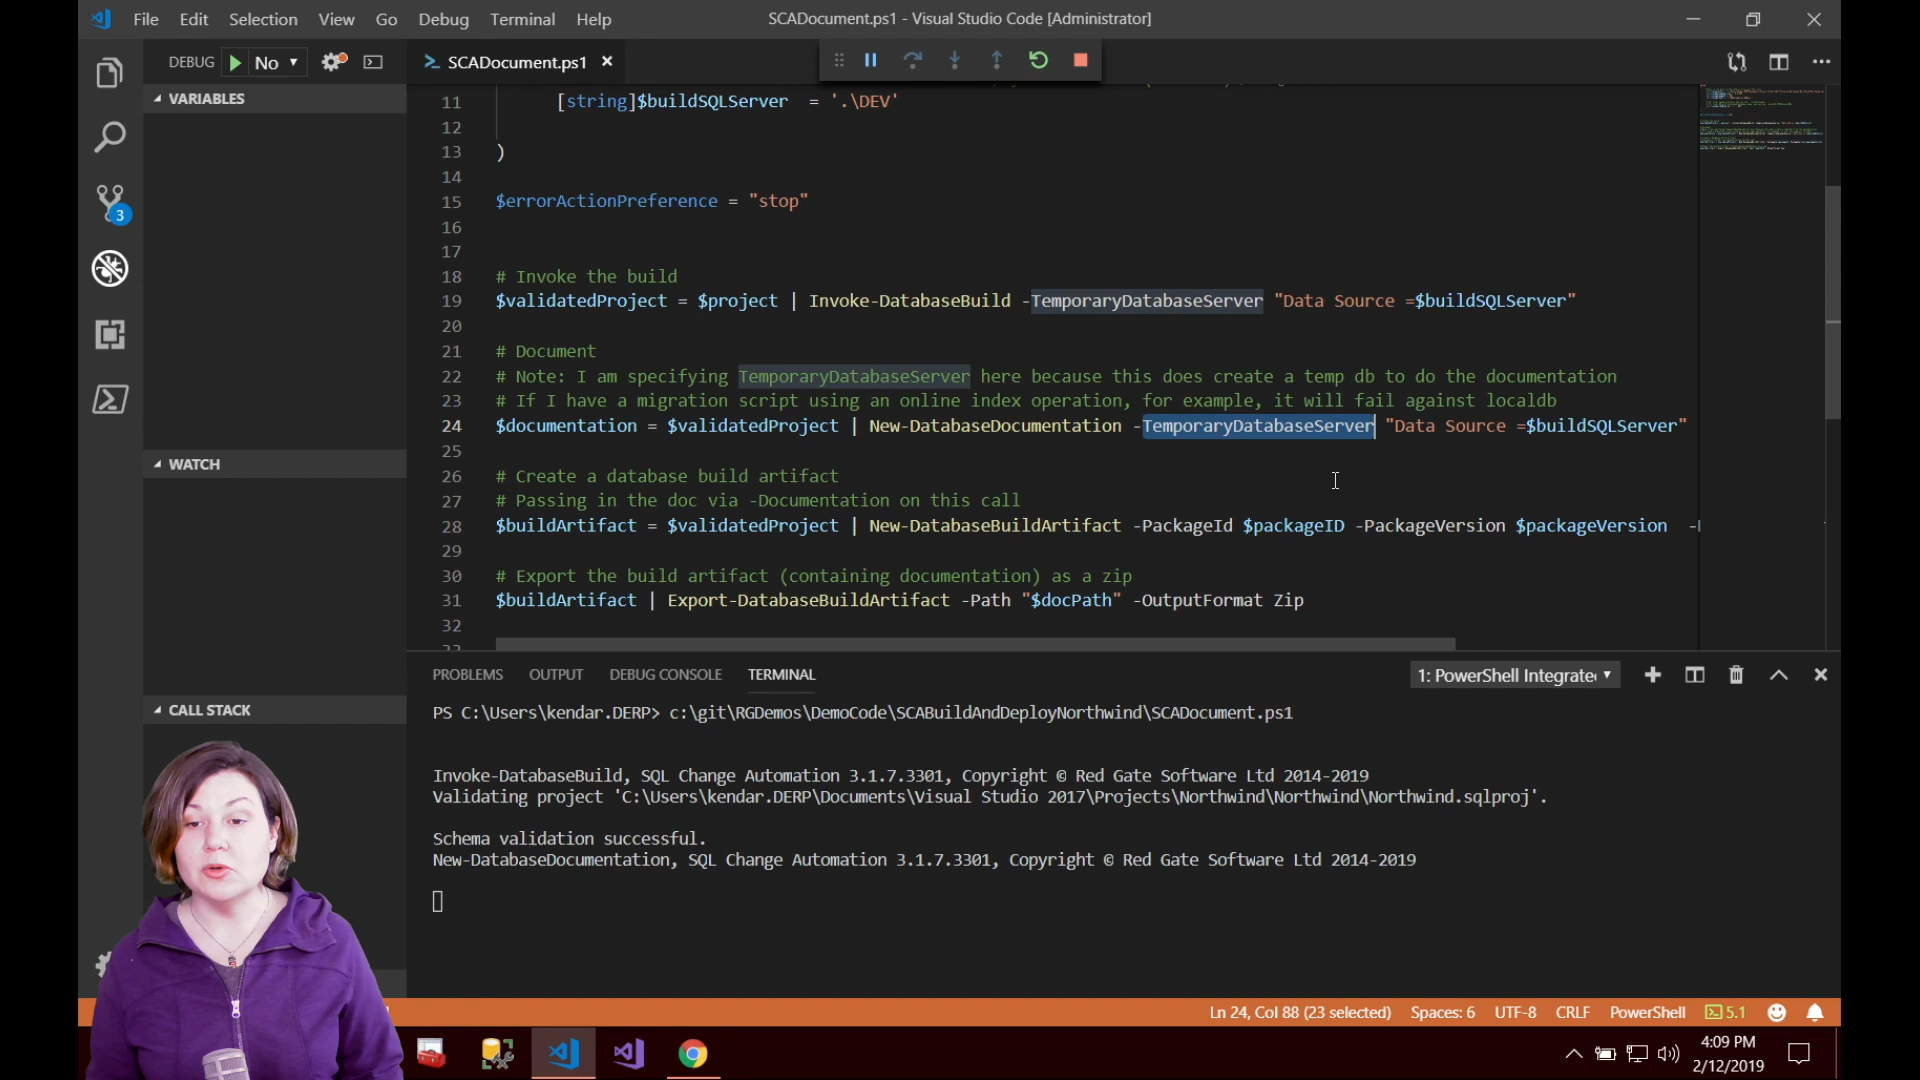 File Edit Selection View Go Debug Terminal Help
SCADocument.ps1 - Visual Studio Code [Administrator]
DEBUG No
SCADocument.ps1
VARIABLES
11 [string]$buildSQLServer = '.\DEV'
12
13 )
14
15 $errorActionPreference = "stop"
16
17
18 # Invoke the build
19 $validatedProject = $project | Invoke-DatabaseBuild -TemporaryDatabaseServer "Data Source =$buildSQLServer"
20
21 # Document
22 # Note: I am specifying TemporaryDatabaseServer here because this does create a temp db to do the documentation
23 # If I have a migration script using an online index operation, for example, it will fail against localdb
24 $documentation = $validatedProject | New-DatabaseDocumentation -TemporaryDatabaseServer "Data Source =$buildSQLServer"
25
26 # Create a database build artifact
27 # Passing in the doc via -Documentation on this call
28 $buildArtifact = $validatedProject | New-DatabaseBuildArtifact -PackageId $packageID -PackageVersion $packageVersion
29
30 # Export the build artifact (containing documentation) as a zip
31 $buildArtifact | Export-DatabaseBuildArtifact -Path "$docPath" -OutputFormat Zip
32
3
WATCH
CALL STACK
PROBLEMS OUTPUT DEBUG CONSOLE TERMINAL
1: PowerShell Integrate
PS C:\Users\kendar.DERP> c:\git\RGDemos\DemoCode\SCABuildAndDeployNorthwind\SCADocument.ps1
Invoke-DatabaseBuild, SQL Change Automation 3.1.7.3301, Copyright © Red Gate Software Ltd 2014-2019
Validating project 'C:\Users\kendar.DERP\Documents\Visual Studio 2017\Projects\Northwind\Northwind\Northwind.sqlproj'.
Schema validation successful.
New-DatabaseDocumentation, SQL Change Automation 3.1.7.3301, Copyright © Red Gate Software Ltd 2014-2019
Ln 24, Col 88 (23 selected) Spaces: 6 UTF-8 CRLF PowerShell 5.1
4:09 PM
2/12/2019